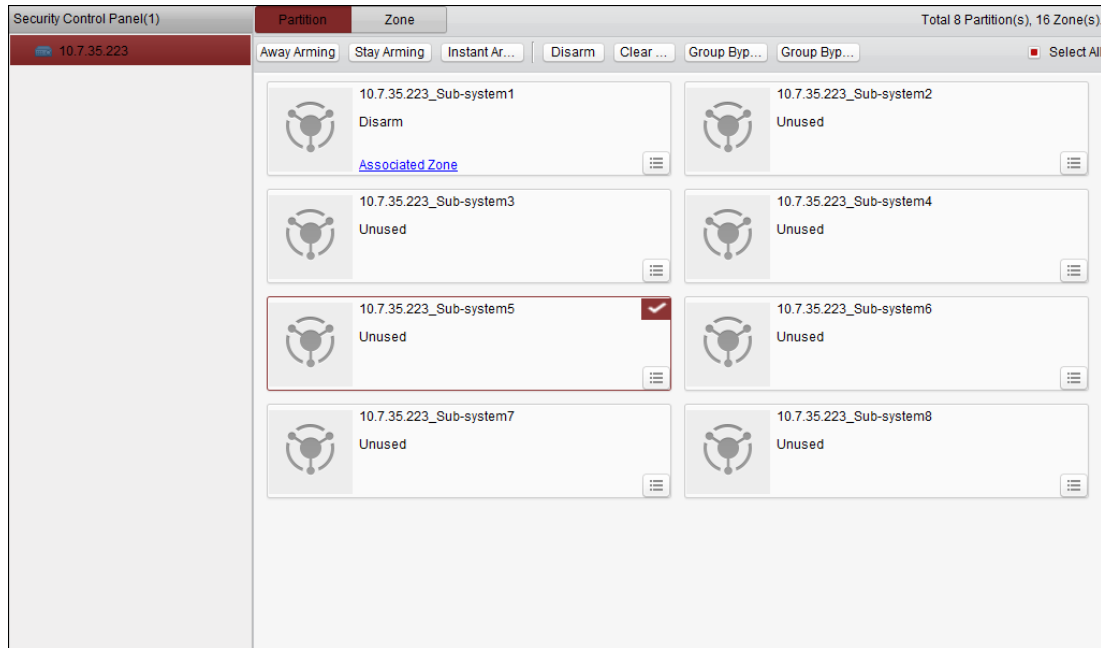 Security Control Panel(1)
Partition
Zone
Total 8 Partition(s), 16 Zone(s).
10.7.35.223
Away Arming
Stay Arming
Instant Ar...
Disarm
Clear ...
Group Byp...
Group Byp...
Select All
10.7.35.223_Sub-system1
Disarm
Associated Zone
10.7.35.223_Sub-system2
Unused
10.7.35.223_Sub-system3
Unused
10.7.35.223_Sub-system4
Unused
10.7.35.223_Sub-system5
Unused
10.7.35.223_Sub-system6
Unused
10.7.35.223_Sub-system7
Unused
10.7.35.223_Sub-system8
Unused